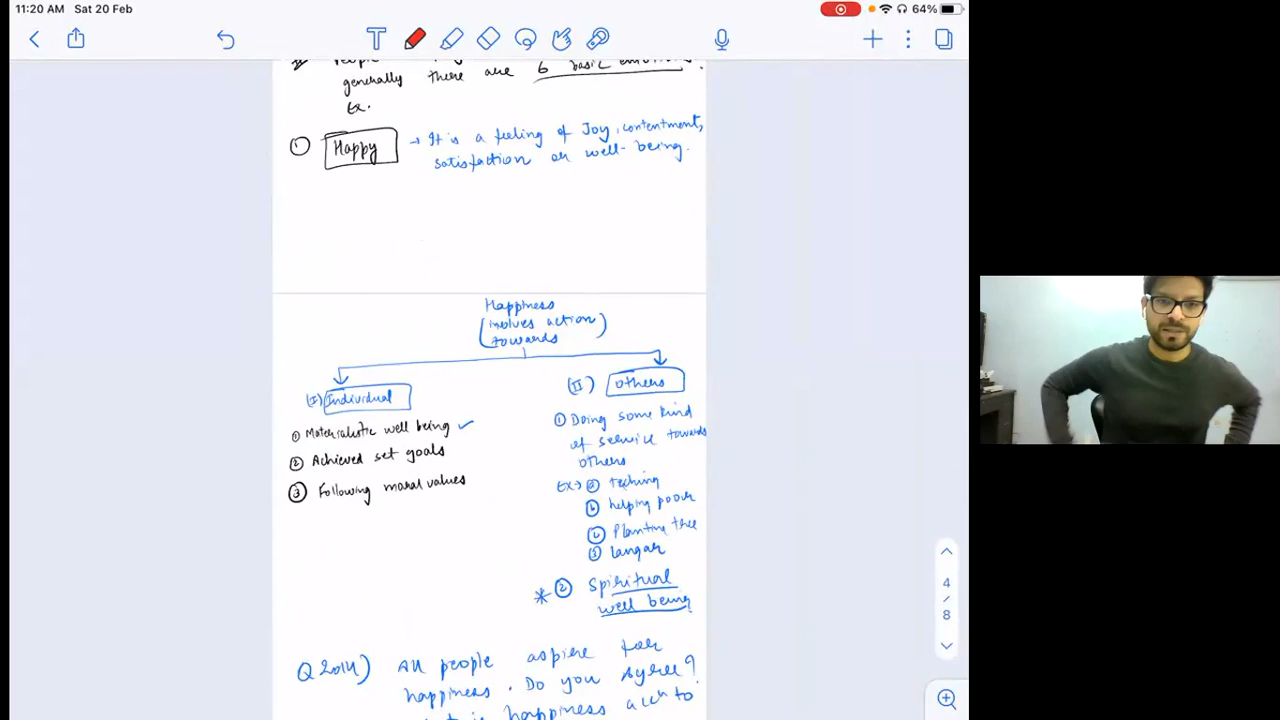 11:20 AM Sat 20 Feb
64%
generally there are 6 basic
Ex.
① Happy → It is a feeling of Joy, contentment,
satisfaction or well-being.
Happiness
(involves action
towards)
(I) Individual
① Materialistic well being ✓
② Achieved set goals
③ Following moral values
(II) others
① Doing some kind
of service towards
others
Ex→ ⓐ teching
ⓑ helping poor
ⓒ Planting tree
ⓓ langar
* ② Spiritual
well being
Q 2014) All people aspire for
happiness. Do you agree?
happiness
4
/
8